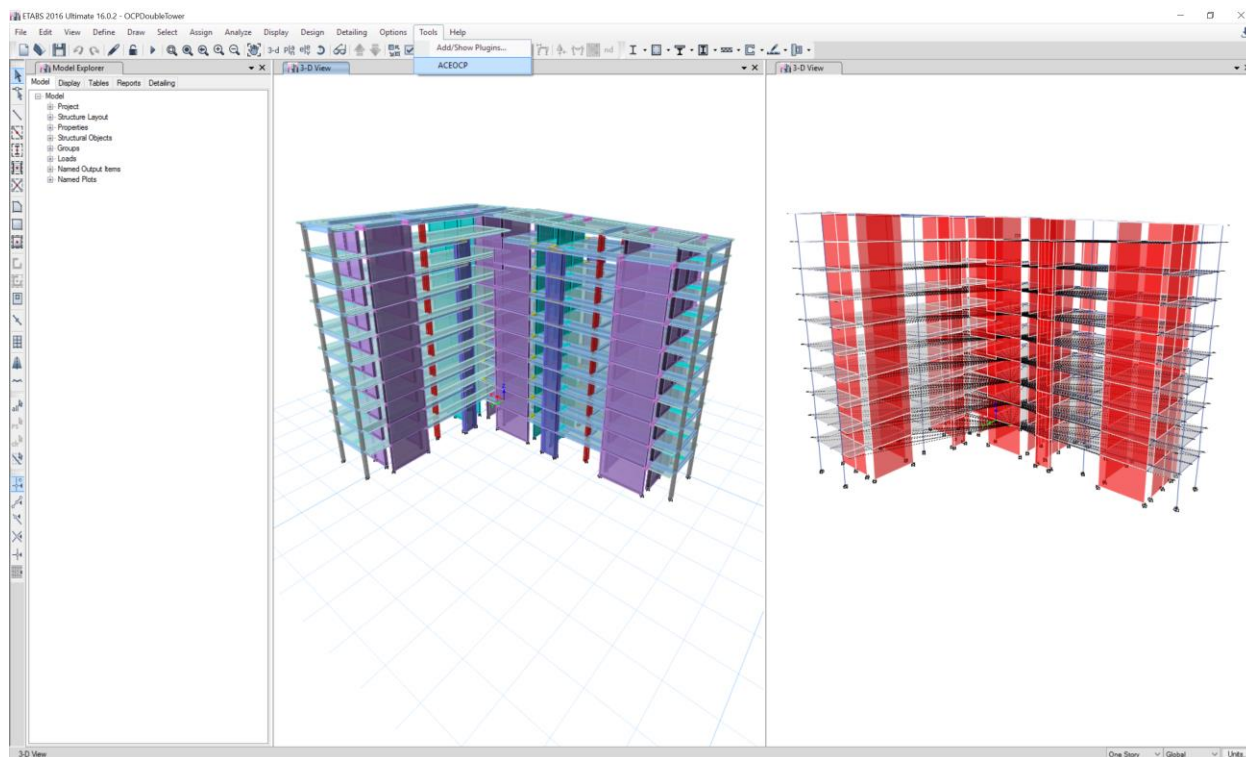 ETABS 2016 Ultimate 16.0.2 - OCPDoubleTower
File Edit View Define Draw Select Assign Analyze Display Design Detailing Options Tools Help
3-d
nd
Add/Show Plugins...
ACEOCP
Model Explorer
3-D View
3-D View
Model Display Tables Reports Detailing
Model
Project
Structure Layout
Properties
Structural Objects
Groups
Loads
Named Output Items
Named Plots
3-D View
One Story Global Units...